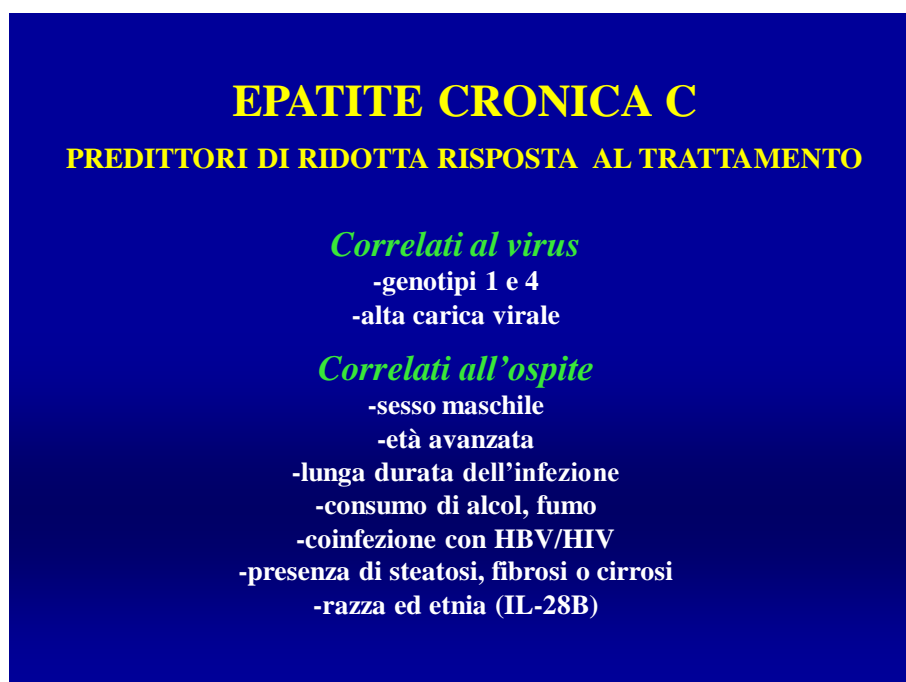 EPATITE CRONICA C
PREDITTORI DI RIDOTTA RISPOSTA AL TRATTAMENTO
Correlati al virus
-genotipi 1 e 4
-alta carica virale
Correlati all’ospite
-sesso maschile
-età avanzata
-lunga durata dell’infezione
-consumo di alcol, fumo
-coinfezione con HBV/HIV
-presenza di steatosi, fibrosi o cirrosi
-razza ed etnia (IL-28B)